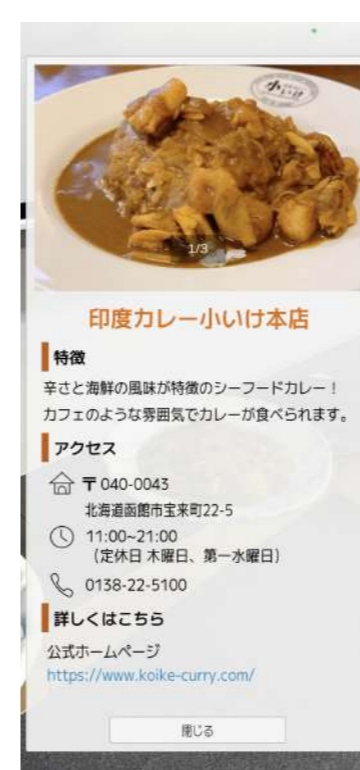 小いけ
1/3
印度カレー小いけ本店
特徴
辛さと海鮮の風味が特徴のシーフードカレー！
カフェのような雰囲気でカレーが食べられます。
アクセス
〒040-0043
北海道函館市宝来町22-5
11:00~21:00
（定休日 木曜日、第一水曜日）
0138-22-5100
詳しくはこちら
公式ホームページ
https://www.koike-curry.com/
閉じる